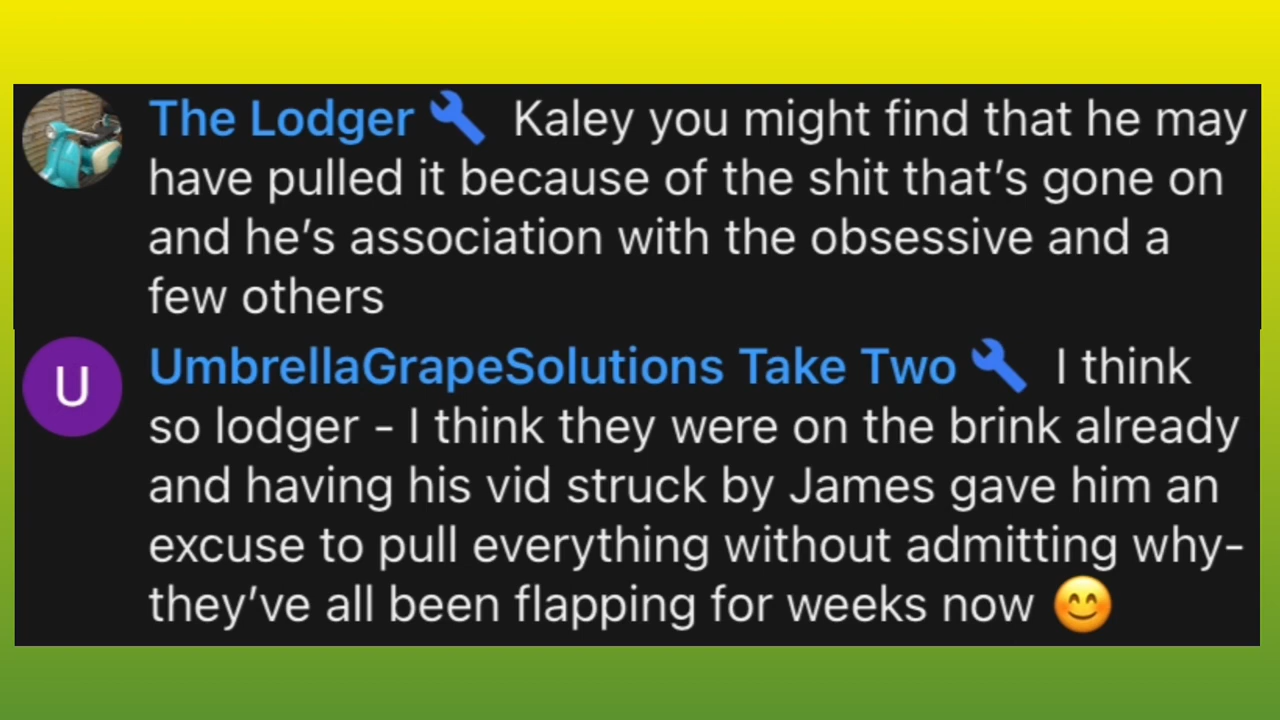 The Lodger 🔧 Kaley you might find that he may
have pulled it because of the shit that’s gone on
and he’s association with the obsessive and a
few others
U
UmbrellaGrapeSolutions Take Two 🔧 I think
so lodger - I think they were on the brink already
and having his vid struck by James gave him an
excuse to pull everything without admitting why-
they’ve all been flapping for weeks now 😊